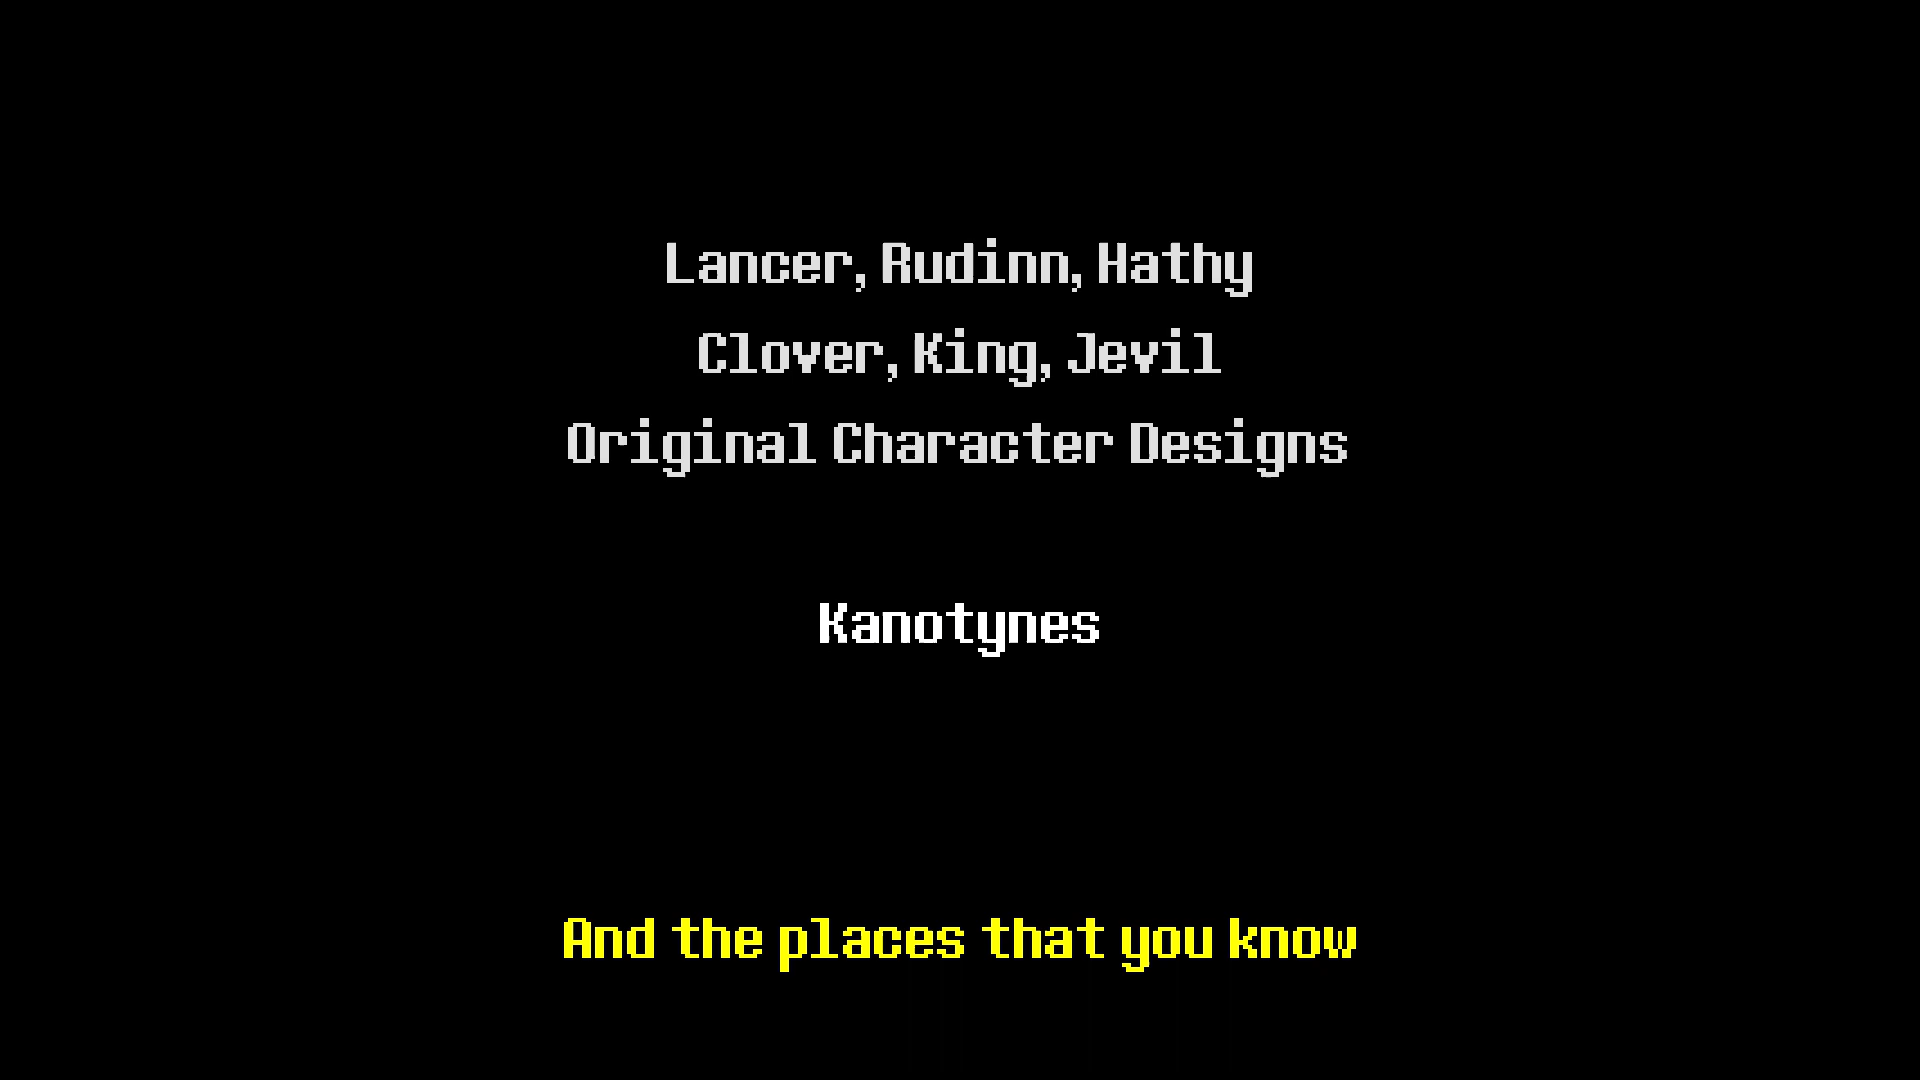 Lancer, Rudinn, Hathy
Clover, King, Jevil
Original Character Designs
Kanotynes
And the places that you know